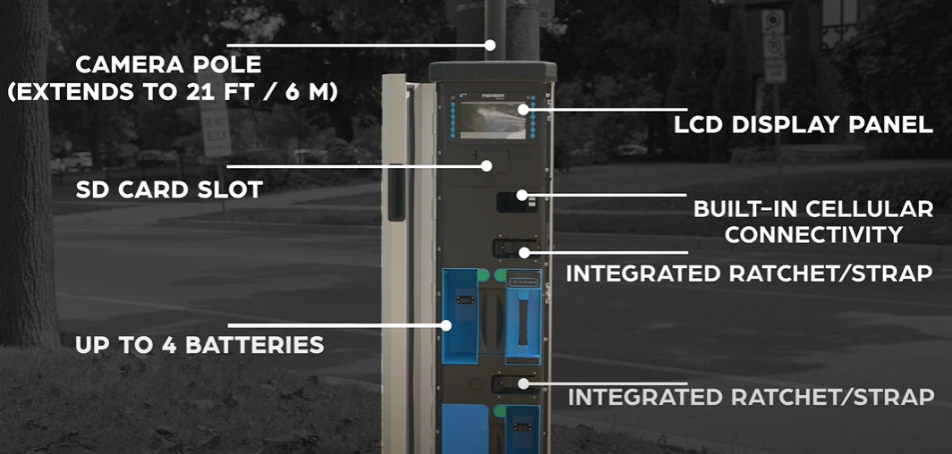 CAMERA POLE
(EXTENDS TO 21 FT / 6 M)
LCD DISPLAY PANEL
SD CARD SLOT
BUILT-IN CELLULAR
CONNECTIVITY
INTEGRATED RATCHET/STRAP
UP TO 4 BATTERIES
INTEGRATED RATCHET/STRAP